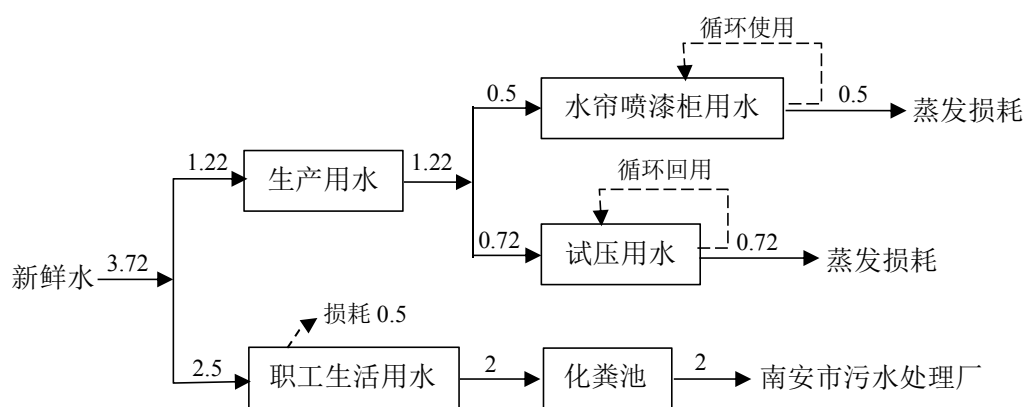 循环使用
0.5
水帘喷漆柜用水
0.5
蒸发损耗
1.22
生产用水
1.22
循环回用
0.72
试压用水
0.72
蒸发损耗
新鲜水
3.72
损耗 0.5
2.5
职工生活用水
2
化粪池
2
南安市污水处理厂